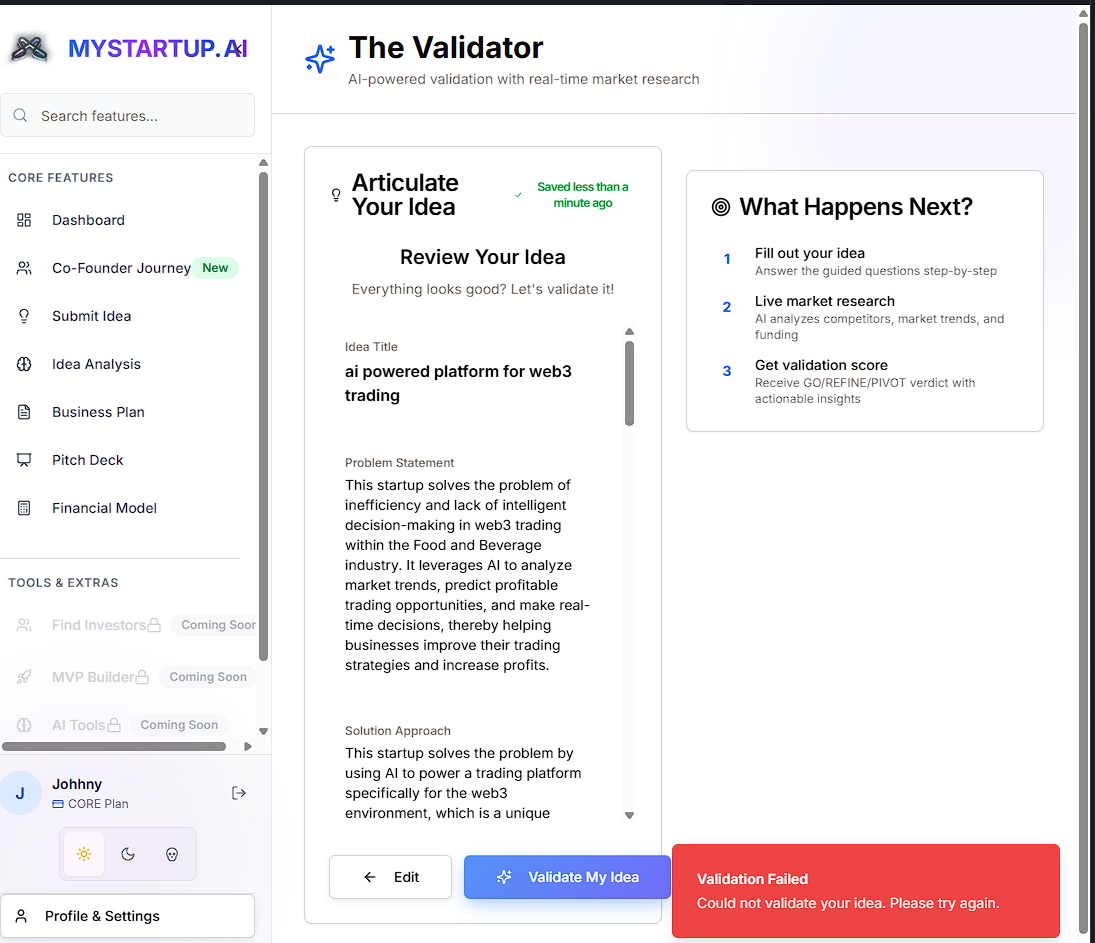 MYSTARTUP.AI
Search features...
CORE FEATURES
Dashboard
Co-Founder Journey New
Submit Idea
Idea Analysis
Business Plan
Pitch Deck
Financial Model
TOOLS & EXTRAS
Find Investors Coming Soon
MVP Builder Coming Soon
AI Tools Coming Soon
J
Johhny
CORE Plan
Profile & Settings
The Validator
AI-powered validation with real-time market research
Articulate
Your Idea
Saved less than a
minute ago
Review Your Idea
Everything looks good? Let's validate it!
Idea Title
ai powered platform for web3
trading
Problem Statement
This startup solves the problem of
inefficiency and lack of intelligent
decision-making in web3 trading
within the Food and Beverage
industry. It leverages AI to analyze
market trends, predict profitable
trading opportunities, and make real-
time decisions, thereby helping
businesses improve their trading
strategies and increase profits.
Solution Approach
This startup solves the problem by
using AI to power a trading platform
specifically for the web3
environment, which is a unique
Edit
Validate My Idea
What Happens Next?
1 Fill out your idea
Answer the guided questions step-by-step
2 Live market research
AI analyzes competitors, market trends, and
funding
3 Get validation score
Receive GO/REFINE/PIVOT verdict with
actionable insights
Validation Failed
Could not validate your idea. Please try again.